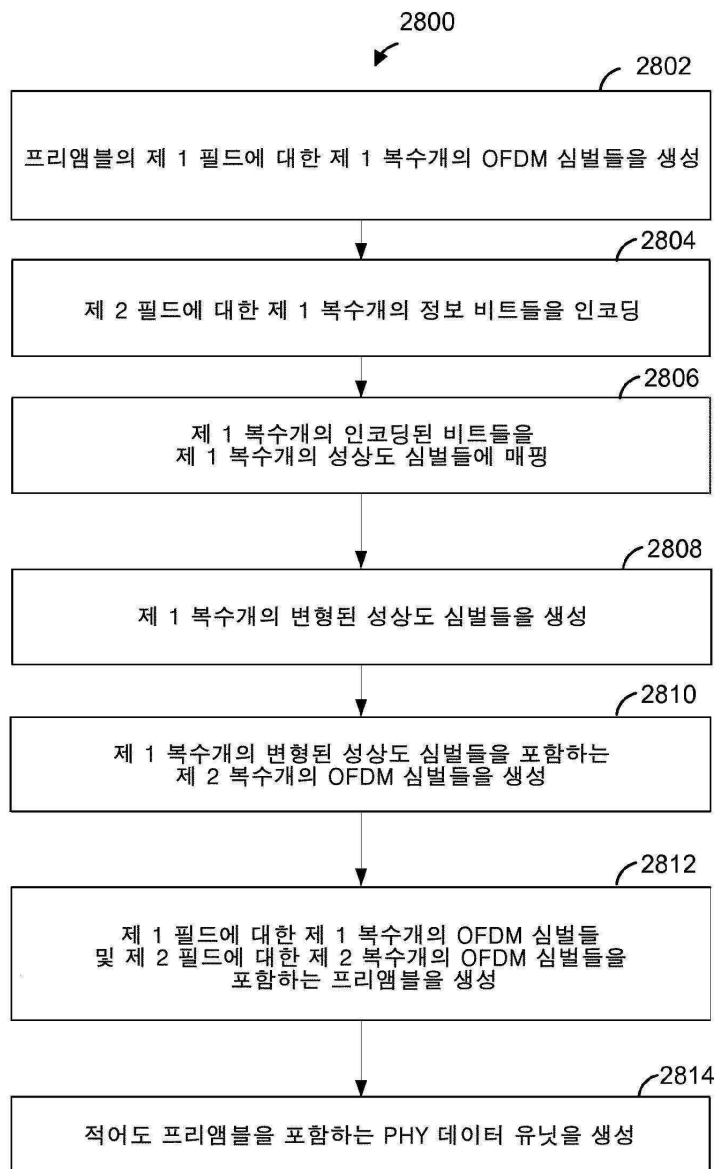 2800
2802
프리앰블의 제 1 필드에 대한 제 1 복수개의 OFDM 심벌들을 생성
2804
제 2 필드에 대한 제 1 복수개의 정보 비트들을 인코딩
2806
제 1 복수개의 인코딩된 비트들을
제 1 복수개의 성상도 심벌들에 매핑
2808
제 1 복수개의 변형된 성상도 심벌들을 생성
2810
제 1 복수개의 변형된 성상도 심벌들을 포함하는
제 2 복수개의 OFDM 심벌들을 생성
2812
제 1 필드에 대한 제 1 복수개의 OFDM 심벌들
및 제 2 필드에 대한 제 2 복수개의 OFDM 심벌들을
포함하는 프리앰블을 생성
2814
적어도 프리앰블을 포함하는 PHY 데이터 유닛을 생성